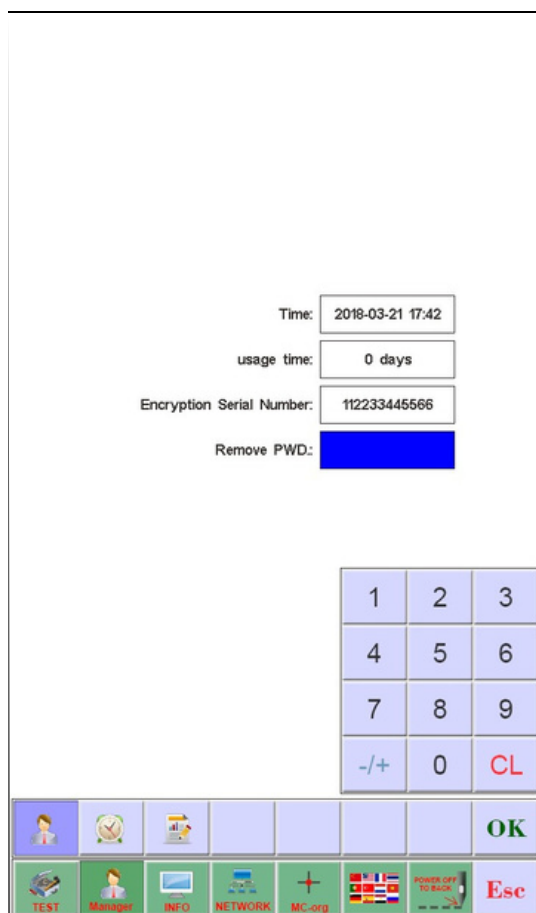 Time: 2018-03-21 17:42
usage time: 0 days
Encryption Serial Number: 112233445566
Remove PWD.:
1 2 3
4 5 6
7 8 9
-/+ 0 CL
OK
TEST Manager INFO NETWORK MC-org POWER OFF TO BACK Esc